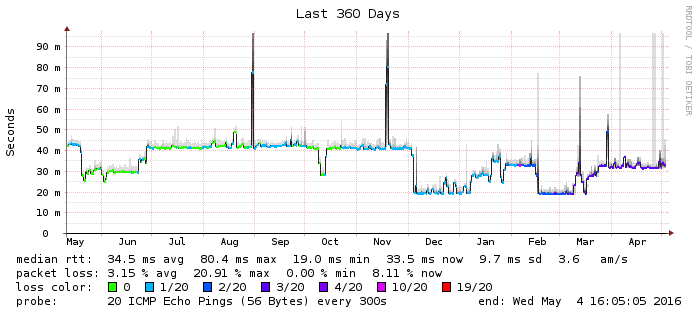 Last 360 Days
RRDTOOL / TOBI OETIKER
Seconds
90 m
80 m
70 m
60 m
50 m
40 m
30 m
20 m
10 m
0
May Jun Jul Aug Sep Oct Nov Dec Jan Feb Mar Apr
median rtt: 34.5 ms avg 80.4 ms max 19.0 ms min 33.5 ms now 9.7 ms sd 3.6 am/s
packet loss: 3.15 % avg 20.91 % max 0.00 % min 8.11 % now
loss color: 0 1/20 2/20 3/20 4/20 10/20 19/20
probe: 20 ICMP Echo Pings (56 Bytes) every 300s end: Wed May 4 16:05:05 2016